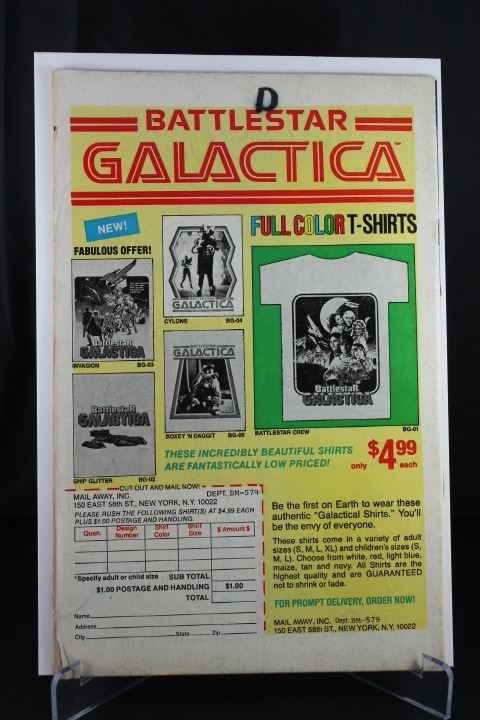 D
BATTLESTAR
GALACTICA™
NEW!
FABULOUS OFFER!
FULL COLOR T-SHIRTS
BattlestaR
GALACTICA
INVASION BG-03
BATTLESTAR
GALACTICA
CYLONS BG-04
BattlestaR
GALACTICA
SHIP GLITTER BG-02
BATTLESTAR
GALACTICA
BOXEY 'N DAGGIT BG-05
BattlestaR
GALACTICA
BATTLESTAR CREW BG-01
THESE INCREDIBLY BEAUTIFUL SHIRTS
ARE FANTASTICALLY LOW PRICED!
only $4.99 each
CUT OUT AND MAIL NOW!
MAIL AWAY, INC. DEPT. BM-579
150 EAST 58th ST., NEW YORK, N.Y. 10022
PLEASE RUSH THE FOLLOWING SHIRT(S) AT $4.99 EACH
PLUS $1.00 POSTAGE AND HANDLING.
Quan. Design Number Shirt Color Shirt Size $ Amount $
*Specify adult or child size SUB TOTAL
$1.00 POSTAGE AND HANDLING $1.00
TOTAL
Name
Address
City State Zip
Be the first on Earth to wear these
authentic "Galactical Shirts." You'll
be the envy of everyone.
These shirts come in a variety of adult
sizes (S, M, L, XL) and children's sizes (S,
M, L). Choose from white, red, light blue,
maize, tan and navy. All Shirts are the
highest quality and are GUARANTEED
not to shrink or fade.
FOR PROMPT DELIVERY, ORDER NOW!
MAIL AWAY, INC. Dept. BM-579
150 EAST 58th ST., NEW YORK, N.Y. 10022